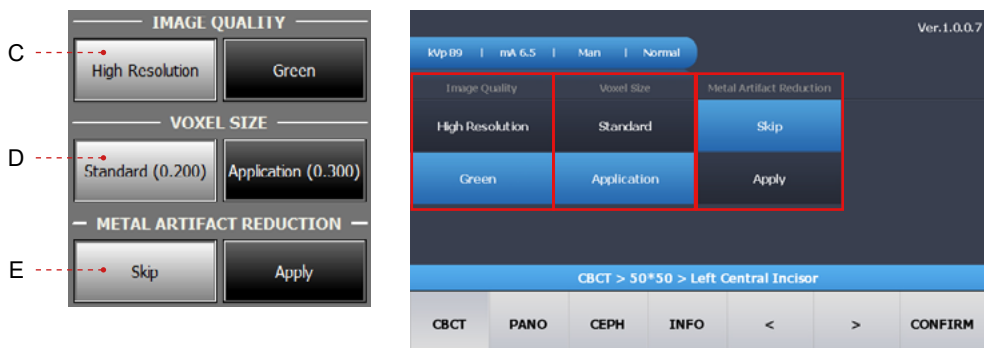 IMAGE QUALITY
C
High Resolution Green
VOXEL SIZE
D
Standard (0.200) Application (0.300)
METAL ARTIFACT REDUCTION
E
Skip Apply
Ver.1.0.0.7
kVp 89 | mA 6.5 | Man | Normal
Image Quality Voxel Size Metal Artifact Reduction
High Resolution Standard Skip
Green Application Apply
CBCT > 50*50 > Left Central Incisor
CBCT PANO CEPH INFO < > CONFIRM